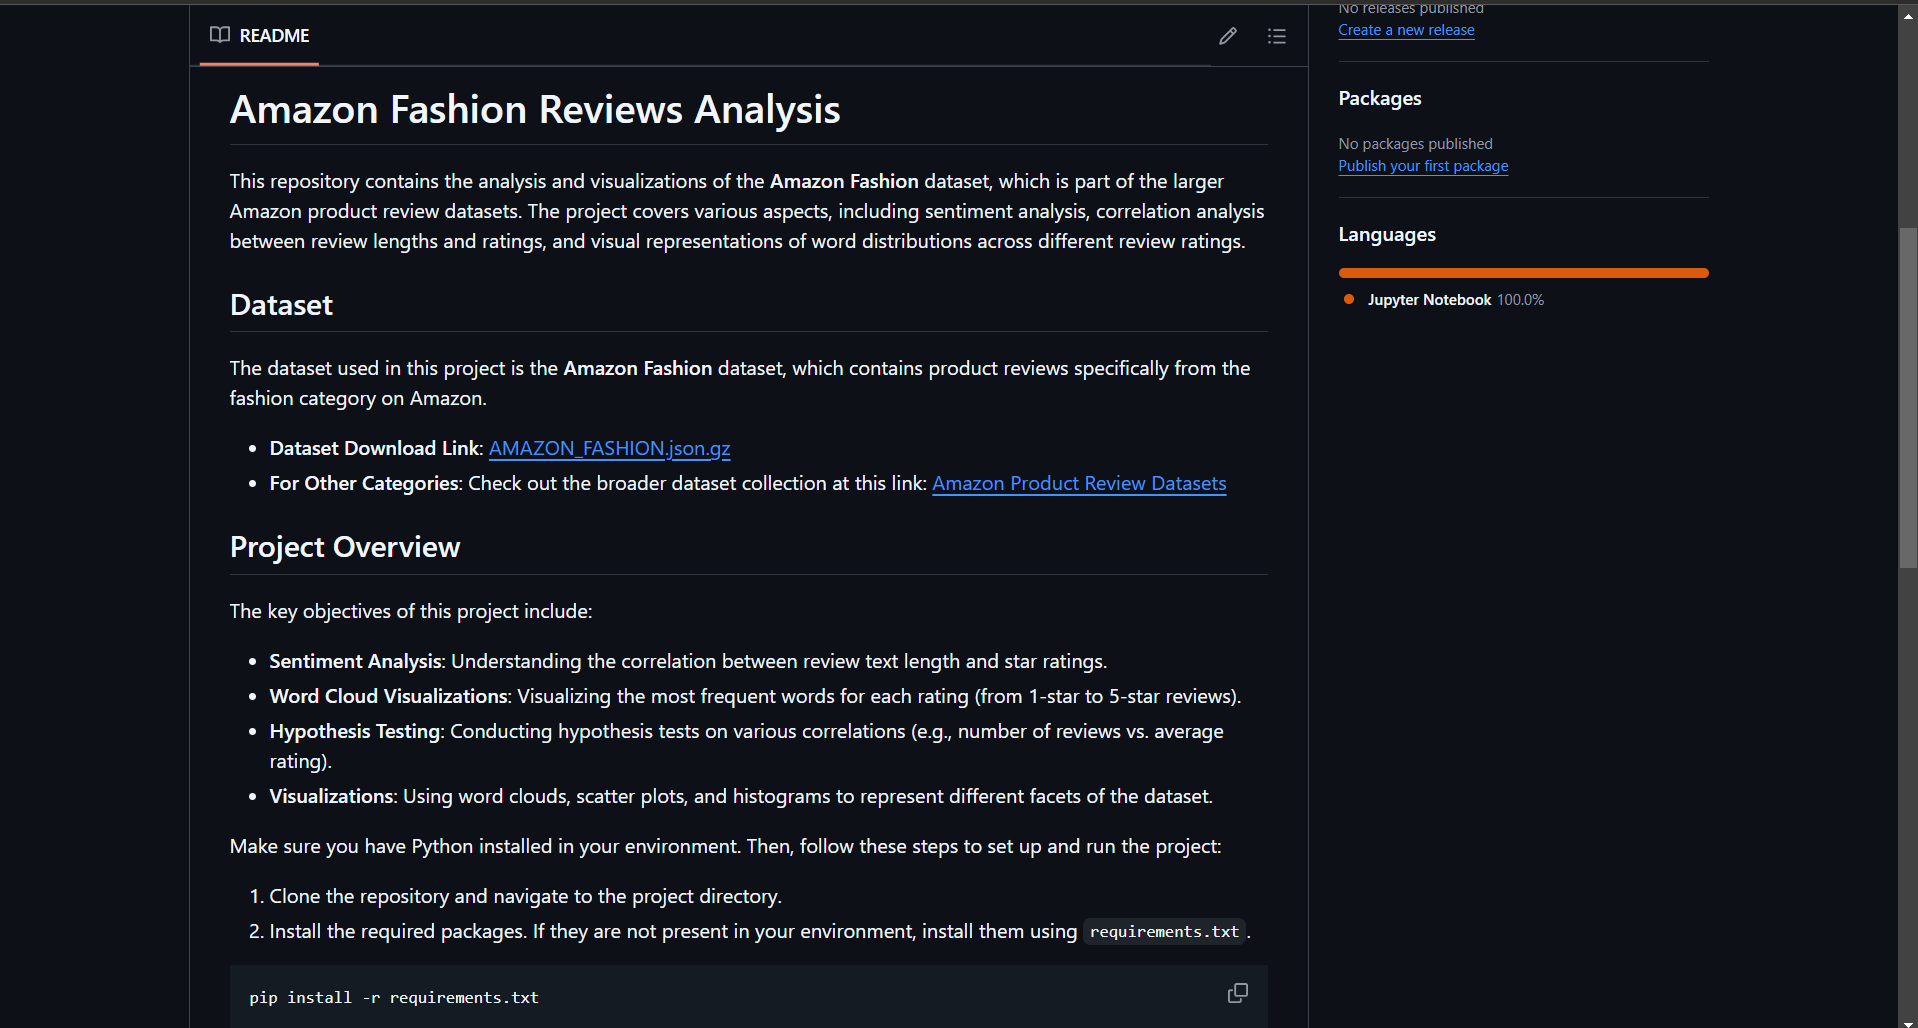 README
Amazon Fashion Reviews Analysis
This repository contains the analysis and visualizations of the Amazon Fashion dataset, which is part of the larger
Amazon product review datasets. The project covers various aspects, including sentiment analysis, correlation analysis
between review lengths and ratings, and visual representations of word distributions across different review ratings.
Dataset
The dataset used in this project is the Amazon Fashion dataset, which contains product reviews specifically from the
fashion category on Amazon.
• Dataset Download Link: AMAZON_FASHION.json.gz
• For Other Categories: Check out the broader dataset collection at this link: Amazon Product Review Datasets
Project Overview
The key objectives of this project include:
• Sentiment Analysis: Understanding the correlation between review text length and star ratings.
• Word Cloud Visualizations: Visualizing the most frequent words for each rating (from 1-star to 5-star reviews).
• Hypothesis Testing: Conducting hypothesis tests on various correlations (e.g., number of reviews vs. average
rating).
• Visualizations: Using word clouds, scatter plots, and histograms to represent different facets of the dataset.
Make sure you have Python installed in your environment. Then, follow these steps to set up and run the project:
1. Clone the repository and navigate to the project directory.
2. Install the required packages. If they are not present in your environment, install them using requirements.txt.
pip install -r requirements.txt
No releases published
Create a new release
Packages
No packages published
Publish your first package
Languages
Jupyter Notebook 100.0%